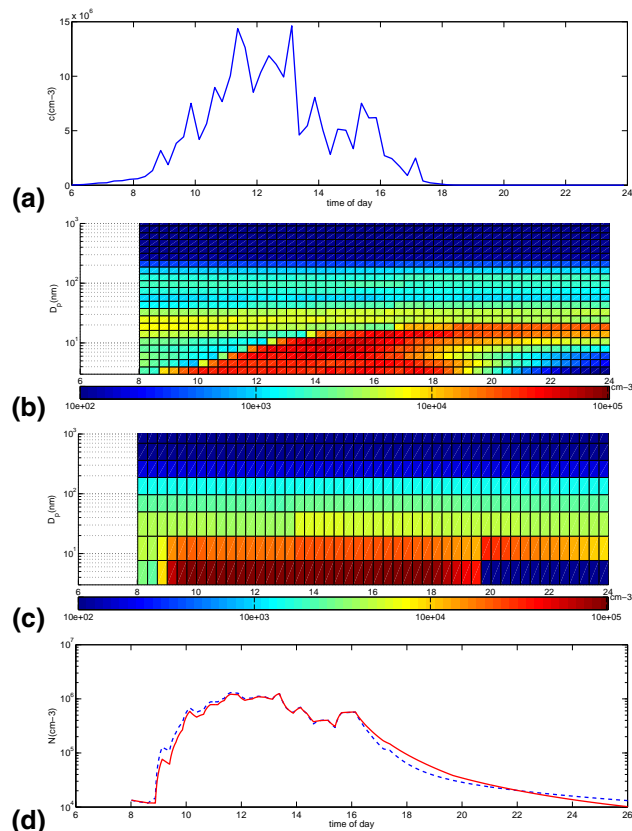 x 10^6
15
10
5
0
c(cm−3)
6 8 10 12 14 16 18 20 22 24
time of day
(a)
10^3
10^2
10^1
D_p(nm)
6 8 10 12 14 16 18 20 22 24
cm−3
10e+02 10e+03 10e+04 10e+05
(b)
10^3
10^2
10^1
D_p(nm)
6 8 10 12 14 16 18 20 22 24
cm−3
10e+02 10e+03 10e+04 10e+05
(c)
10^7
10^6
10^5
10^4
N(cm−3)
6 8 10 12 14 16 18 20 22 24 26
time of day
(d)